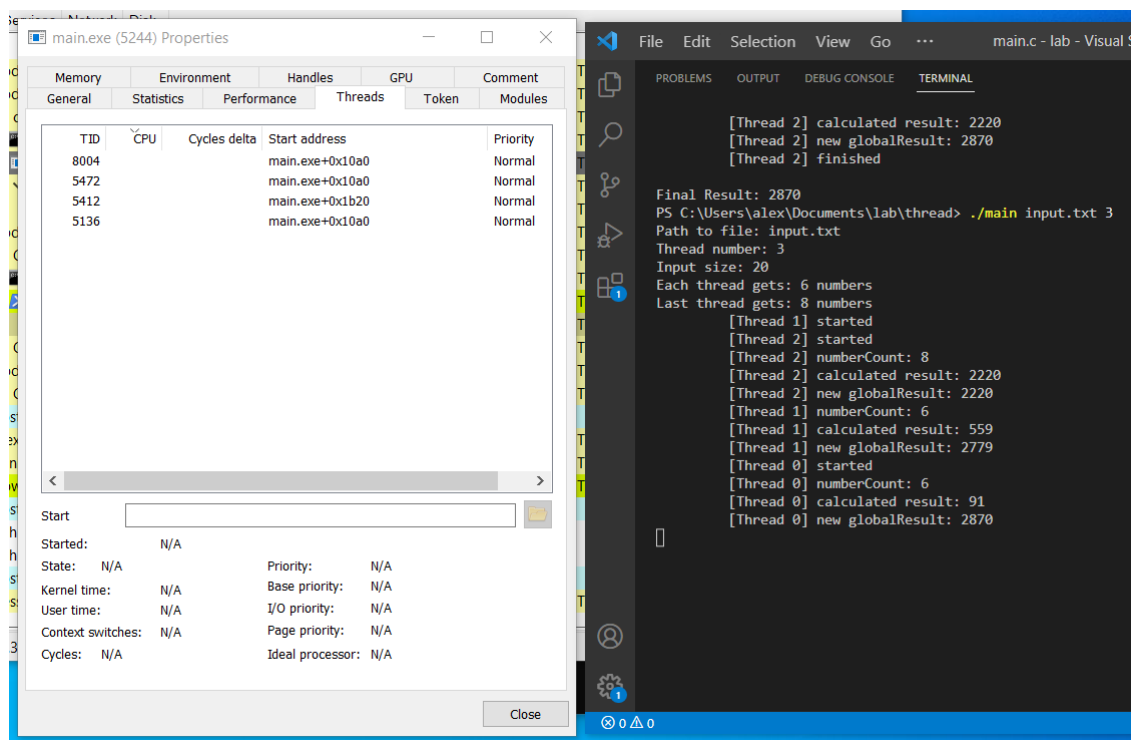 Services Network Disk
main.exe (5244) Properties
Memory Environment Handles GPU Comment
General Statistics Performance Threads Token Modules
TID CPU Cycles delta Start address Priority
8004 main.exe+0x10a0 Normal
5472 main.exe+0x10a0 Normal
5412 main.exe+0x1b20 Normal
5136 main.exe+0x10a0 Normal
Start
Started: N/A
State: N/A Priority: N/A
Kernel time: N/A Base priority: N/A
User time: N/A I/O priority: N/A
Context switches: N/A Page priority: N/A
Cycles: N/A Ideal processor: N/A
Close
File Edit Selection View Go ··· main.c - lab - Visual
PROBLEMS OUTPUT DEBUG CONSOLE TERMINAL
[Thread 2] calculated result: 2220
[Thread 2] new globalResult: 2870
[Thread 2] finished
Final Result: 2870
PS C:\Users\alex\Documents\lab\thread> ./main input.txt 3
Path to file: input.txt
Thread number: 3
Input size: 20
Each thread gets: 6 numbers
Last thread gets: 8 numbers
[Thread 1] started
[Thread 2] started
[Thread 2] numberCount: 8
[Thread 2] calculated result: 2220
[Thread 2] new globalResult: 2220
[Thread 1] numberCount: 6
[Thread 1] calculated result: 559
[Thread 1] new globalResult: 2779
[Thread 0] started
[Thread 0] numberCount: 6
[Thread 0] calculated result: 91
[Thread 0] new globalResult: 2870
1
1
0 0